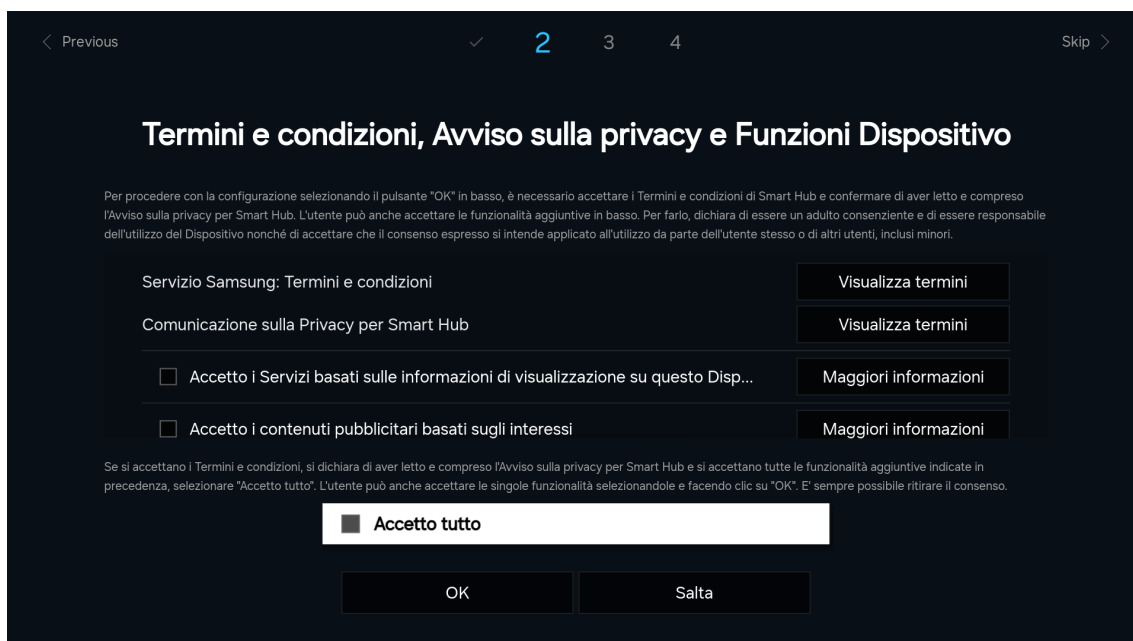 Previous
2
3
4
Skip
Termini e condizioni, Avviso sulla privacy e Funzioni Dispositivo
Per procedere con la configurazione selezionando il pulsante "OK" in basso, è necessario accettare i Termini e condizioni di Smart Hub e confermare di aver letto e compreso
l'Avviso sulla privacy per Smart Hub. L'utente può anche accettare le funzionalità aggiuntive in basso. Per farlo, dichiara di essere un adulto consenziente e di essere responsabile
dell'utilizzo del Dispositivo nonché di accettare che il consenso espresso si intende applicato all'utilizzo da parte dell'utente stesso o di altri utenti, inclusi minori.
Servizio Samsung: Termini e condizioni
Visualizza termini
Comunicazione sulla Privacy per Smart Hub
Visualizza termini
Accetto i Servizi basati sulle informazioni di visualizzazione su questo Disp...
Maggiori informazioni
Accetto i contenuti pubblicitari basati sugli interessi
Maggiori informazioni
Se si accettano i Termini e condizioni, si dichiara di aver letto e compreso l'Avviso sulla privacy per Smart Hub e si accettano tutte le funzionalità aggiuntive indicate in
precedenza, selezionare "Accetto tutto". L'utente può anche accettare le singole funzionalità selezionandole e facendo clic su "OK". E' sempre possibile ritirare il consenso.
Accetto tutto
OK
Salta